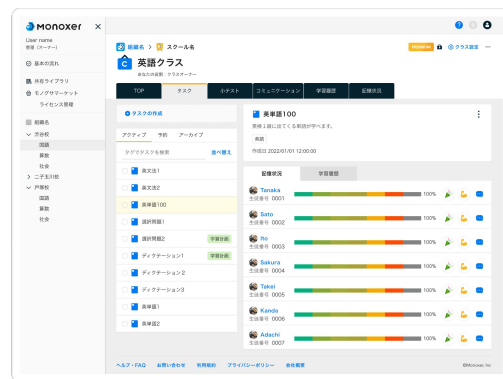 Monoxer
User name
管理（オーナー）
基本の流れ
共有ライブラリ
モノグサマーケット
ライセンス管理
組織名
渋谷校
国語
算数
社会
二子玉川校
戸塚校
国語
算数
社会
組織名 > スクール名
英語クラス
あなたの役割：クラスオーナー
PREMIUM
クラス設定
TOP
タスク
小テスト
コミュニケーション
学習履歴
記憶状況
タスクの作成
アクティブ
予約
アーカイブ
タグでタスクを検索
並べ替え
英文法1
英文法2
英単語100
選択問題1
選択問題2
学習計画
ディクテーション1
学習計画
ディクテーション2
ディクテーション3
英単語1
英単語2
英単語100
英検1級に出てくる単語が学べます。
英語
作成日 2022/01/01 12:00:00
記憶状況
学習履歴
Tanaka
生徒番号 0001
100%
Sato
生徒番号 0002
100%
Ito
生徒番号 0003
100%
Sakura
生徒番号 0004
100%
Takei
生徒番号 0005
100%
Kanda
生徒番号 0006
100%
Adachi
生徒番号 0007
100%
ヘルプ・FAQ
お問い合わせ
利用規約
プライバシーポリシー
会社概要
©Monoxer, Inc